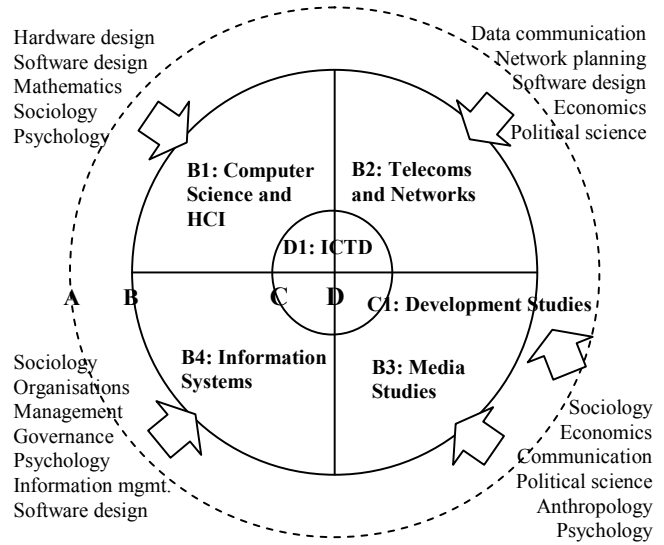 Hardware design
Software design
Mathematics
Sociology
Psychology
Data communication
Network planning
Software design
Economics
Political science
B1: Computer
Science and
HCI
B2: Telecoms
and Networks
D1: ICTD
A
B
C
D
C1: Development Studies
B4: Information
Systems
B3: Media
Studies
Sociology
Organisations
Management
Governance
Psychology
Information mgmt.
Software design
Sociology
Economics
Communication
Political science
Anthropology
Psychology